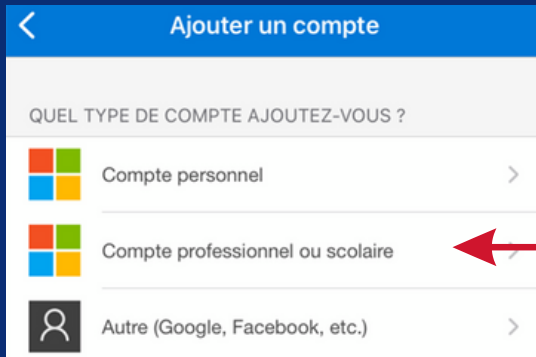 Ajouter un compte
QUEL TYPE DE COMPTE AJOUTEZ-VOUS ?
Compte personnel
Compte professionnel ou scolaire
Autre (Google, Facebook, etc.)